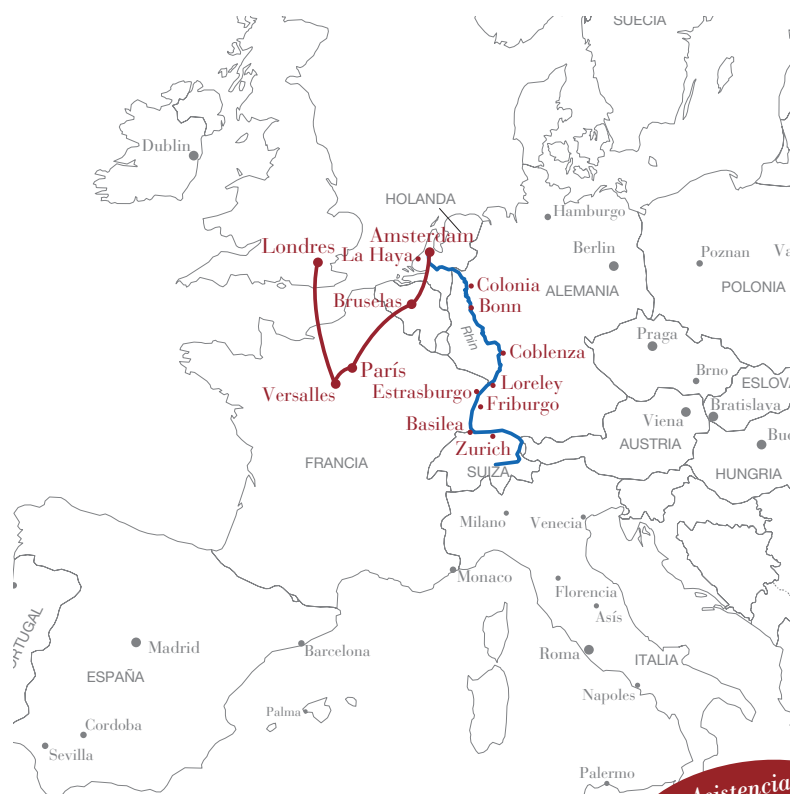 SUECIA
Dublin
HOLANDA
Hamburgo
Amsterdam
Londres
La Haya
Berlin
Poznan
Colonia
ALEMANIA
POLONIA
Bruselas
Bonn
Rhin
Praga
Coblenza
París
Brno
Versalles
Loreley
Estrasburgo
Friburgo
Viena
Bratislava
Basilea
Zurich
AUSTRIA
FRANCIA
SUIZA
HUNGRIA
Milano
Venecia
Monaco
Florencia
Asís
Madrid
Barcelona
Roma
ITALIA
ESPAÑA
Napoles
Palma
Cordoba
Sevilla
Palermo
Asistencia